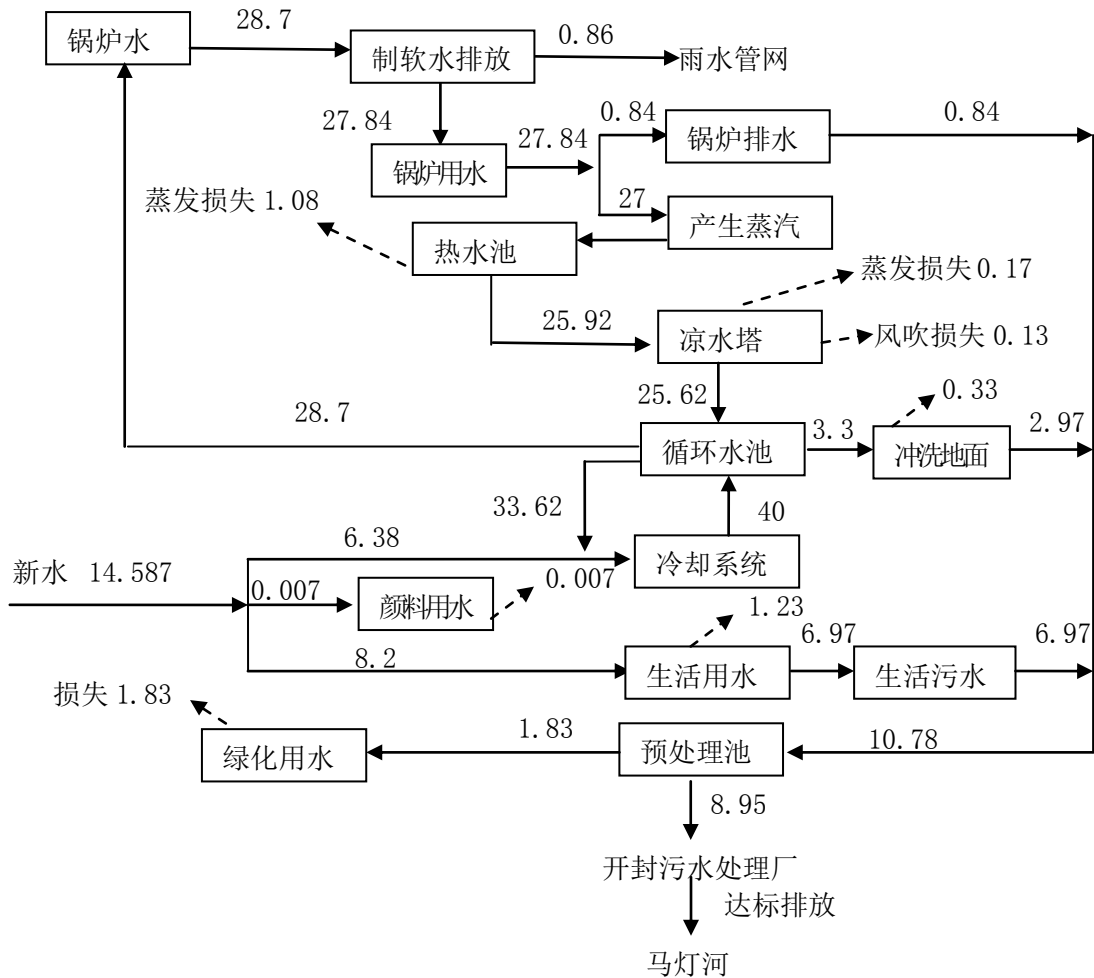 28.7
锅炉水
0.86
制软水排放
雨水管网
27.84
27.84
0.84
0.84
锅炉排水
锅炉用水
27
蒸发损失 1.08
产生蒸汽
热水池
蒸发损失 0.17
25.92
凉水塔
风吹损失 0.13
25.62
0.33
28.7
3.3
2.97
循环水池
冲洗地面
33.62
40
6.38
冷却系统
新水 14.587
0.007
0.007
颜料用水
1.23
8.2
6.97
6.97
生活用水
生活污水
损失 1.83
1.83
10.78
绿化用水
预处理池
8.95
开封污水处理厂
达标排放
马灯河